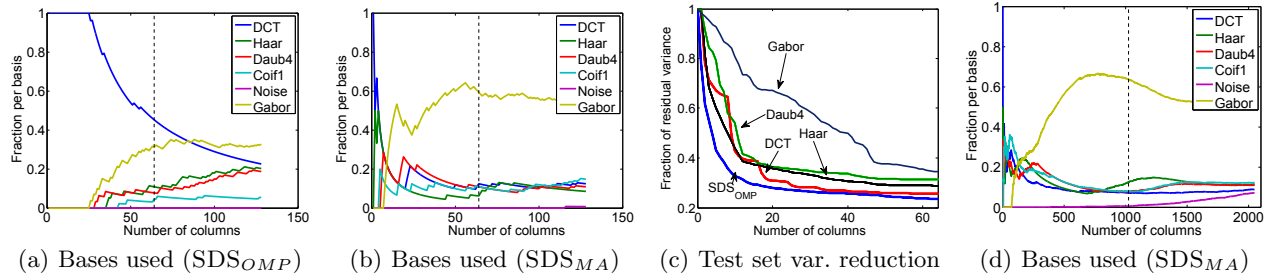 1
0.8
0.6
0.4
0.2
0
0
50
100
150
Fraction per basis
Number of columns
DCT
Haar
Daub4
Coif1
Noise
Gabor
(a) Bases used (SDS_OMP)
1
0.8
0.6
0.4
0.2
0
0
50
100
150
Fraction per basis
Number of columns
DCT
Haar
Daub4
Coif1
Noise
Gabor
(b) Bases used (SDS_MA)
1
0.8
0.6
0.4
0.2
0
20
40
60
Fraction of residual variance
Number of columns
Gabor
Daub4
DCT
Haar
SDS
OMP
(c) Test set var. reduction
1
0.8
0.6
0.4
0.2
0
0
500
1000
1500
2000
Fraction per basis
Number of columns
DCT
Haar
Daub4
Coif1
Noise
Gabor
(d) Bases used (SDS_MA)